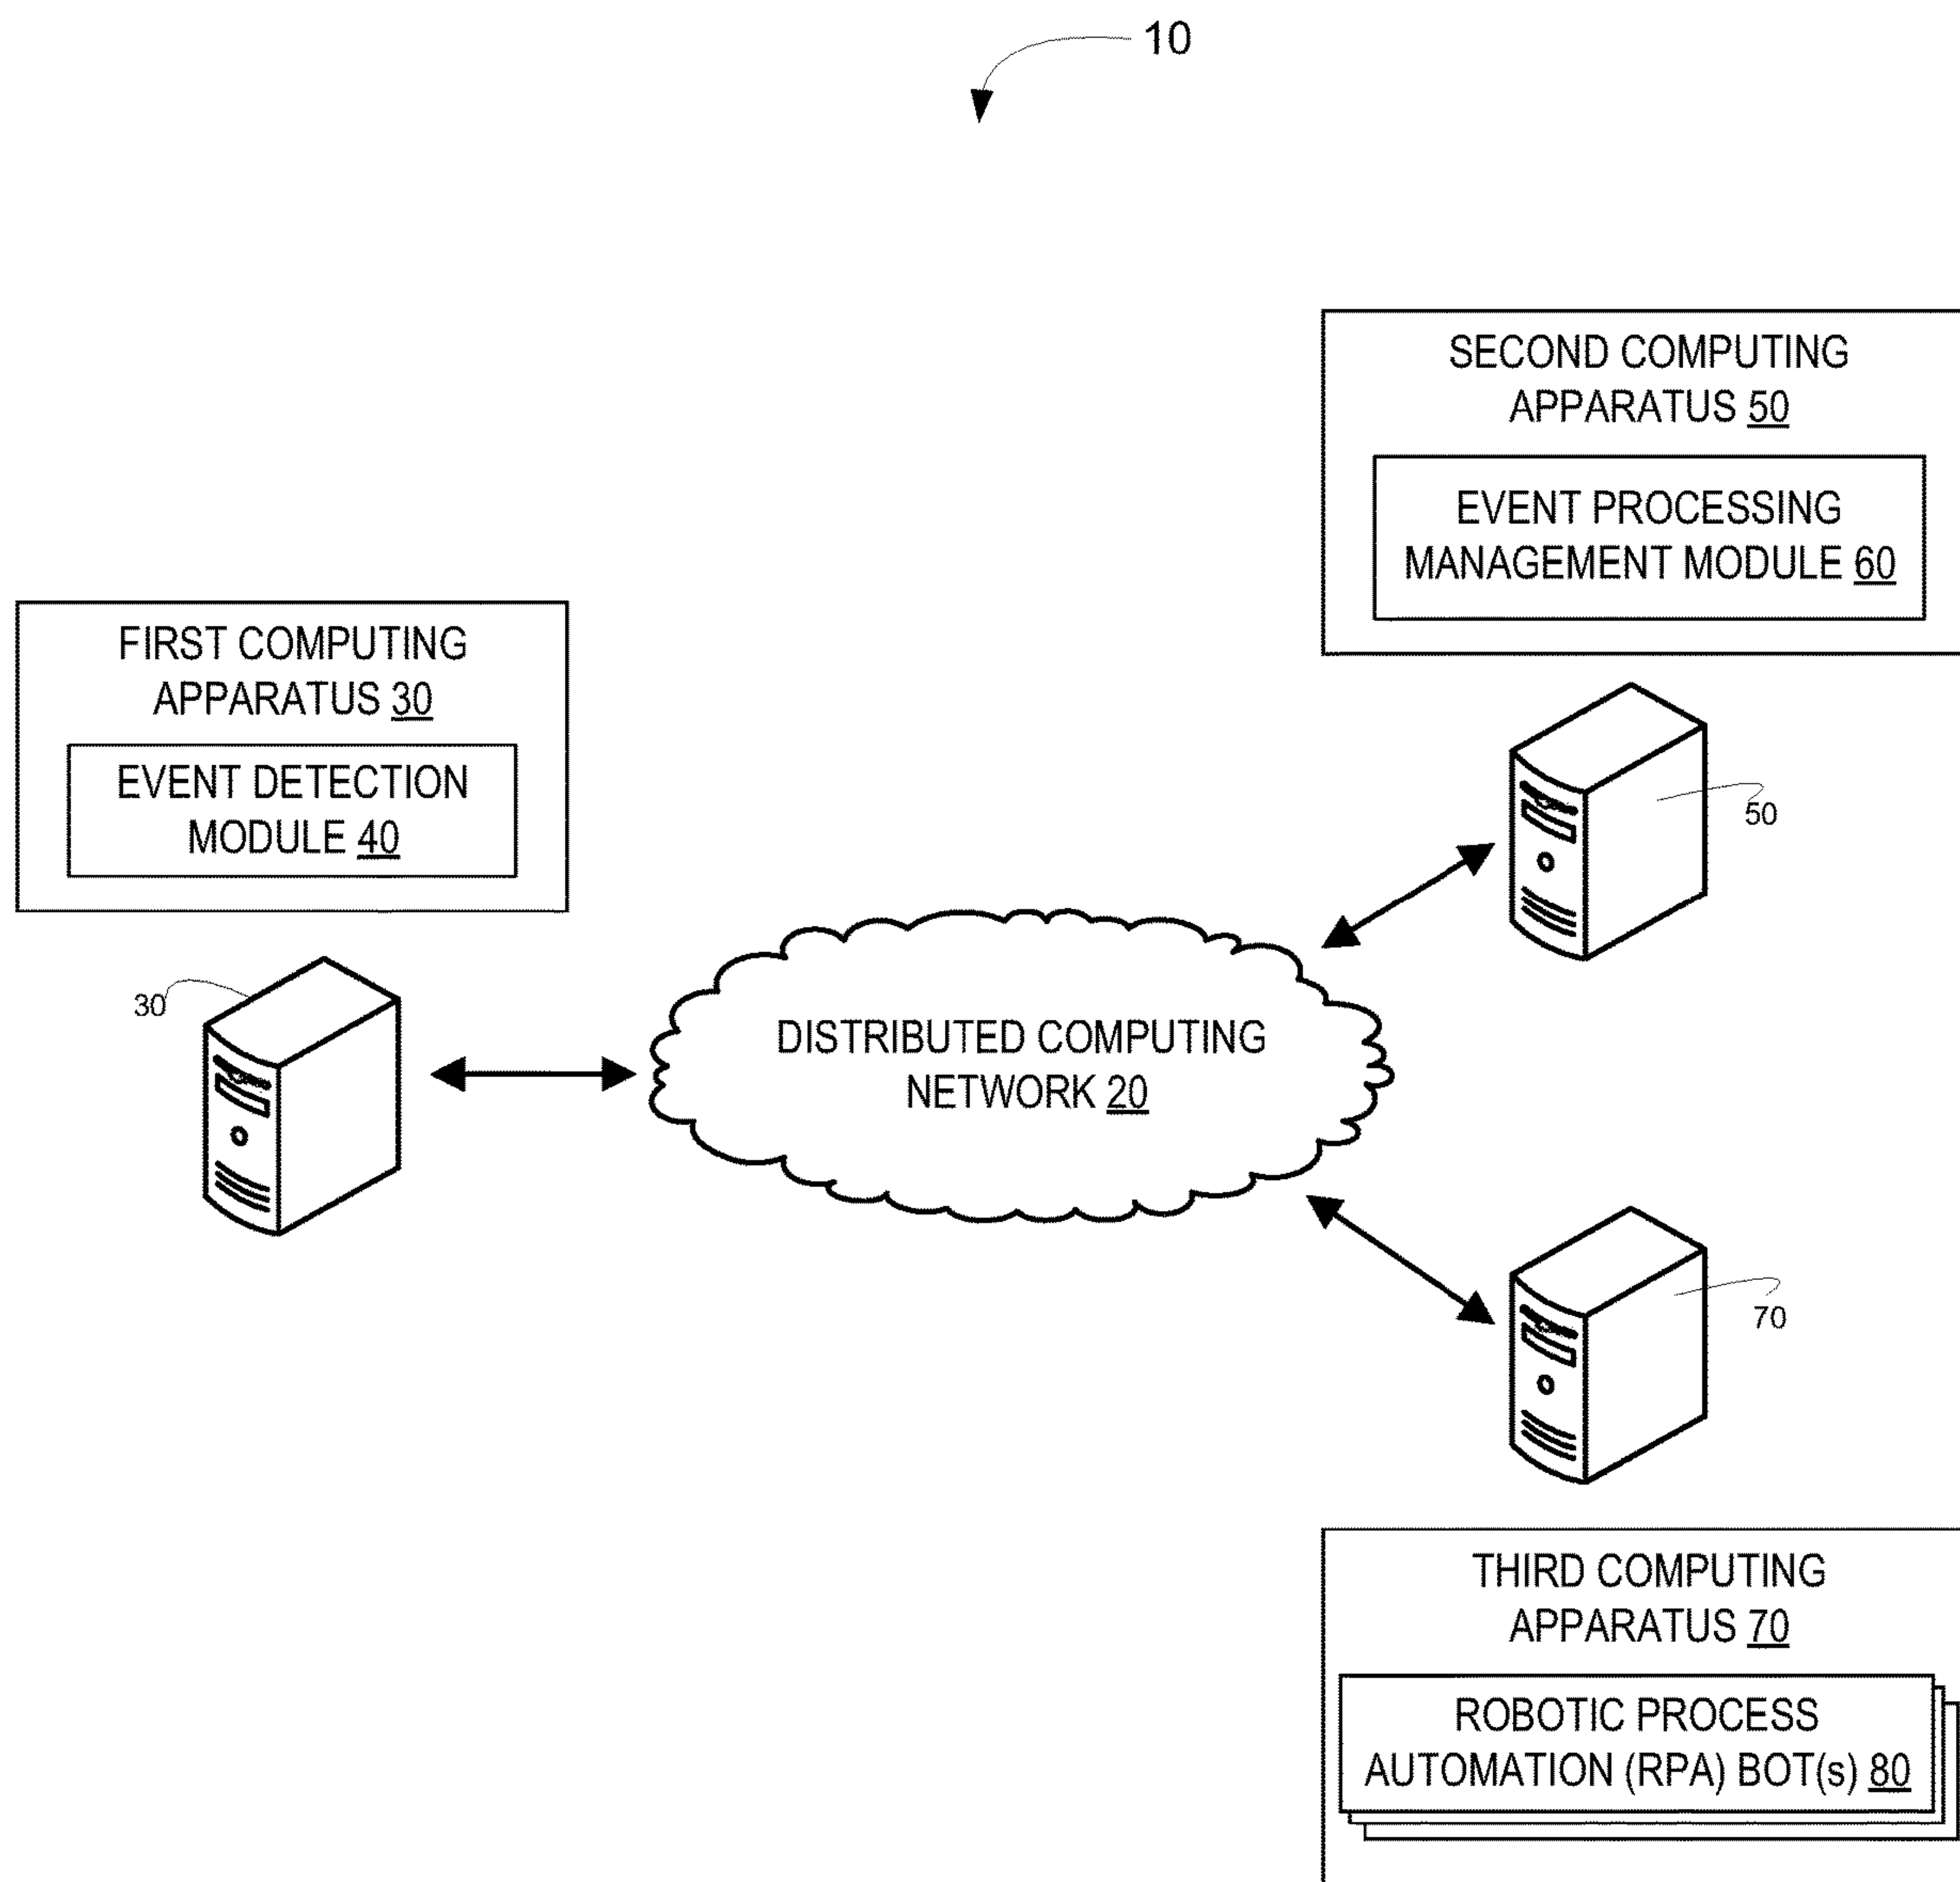 10
SECOND COMPUTING
APPARATUS 50
EVENT PROCESSING
MANAGEMENT MODULE 60
FIRST COMPUTING
APPARATUS 30
EVENT DETECTION
MODULE 40
50
30
DISTRIBUTED COMPUTING
NETWORK 20
70
THIRD COMPUTING
APPARATUS 70
ROBOTIC PROCESS
AUTOMATION (RPA) BOT(s) 80